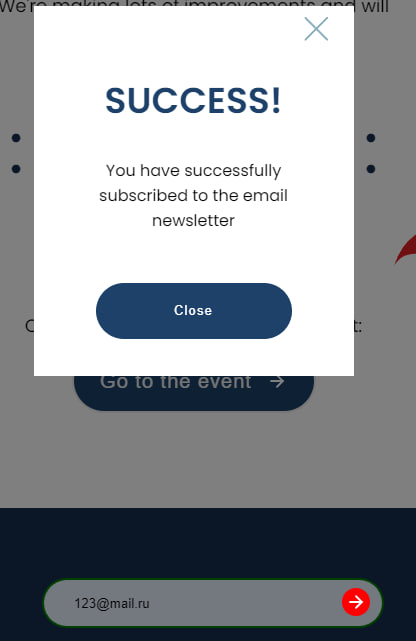 We're making lots of improvements and will
SUCCESS!
You have successfully
subscribed to the email
newsletter
Close
t:
Go to the event
123@mail.ru